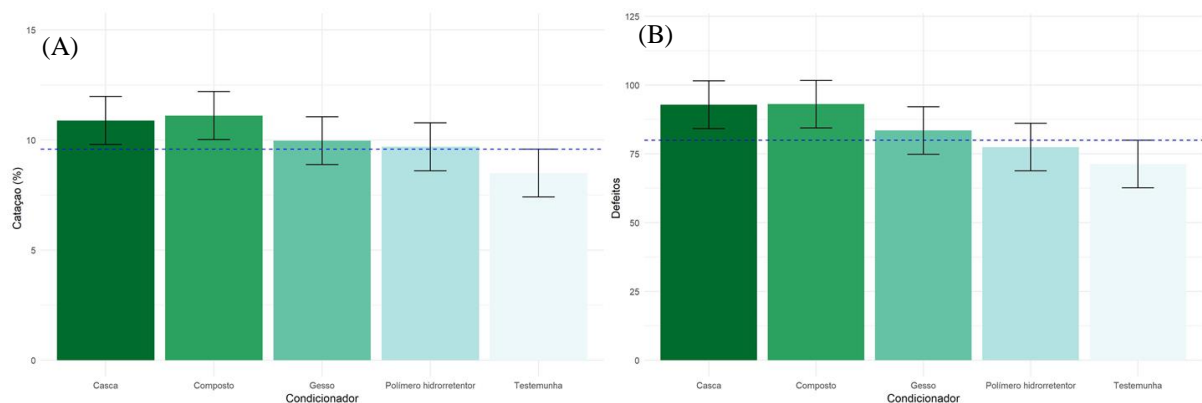 (A)
15
10
5
0
Cataçao (%)
Casca
Composto
Gesso
Polímero hidrorretentor
Testemunha
Condicionador
(B)
125
100
75
50
25
0
Defeitos
Casca
Composto
Gesso
Polímero hidrorretentor
Testemunha
Condicionador